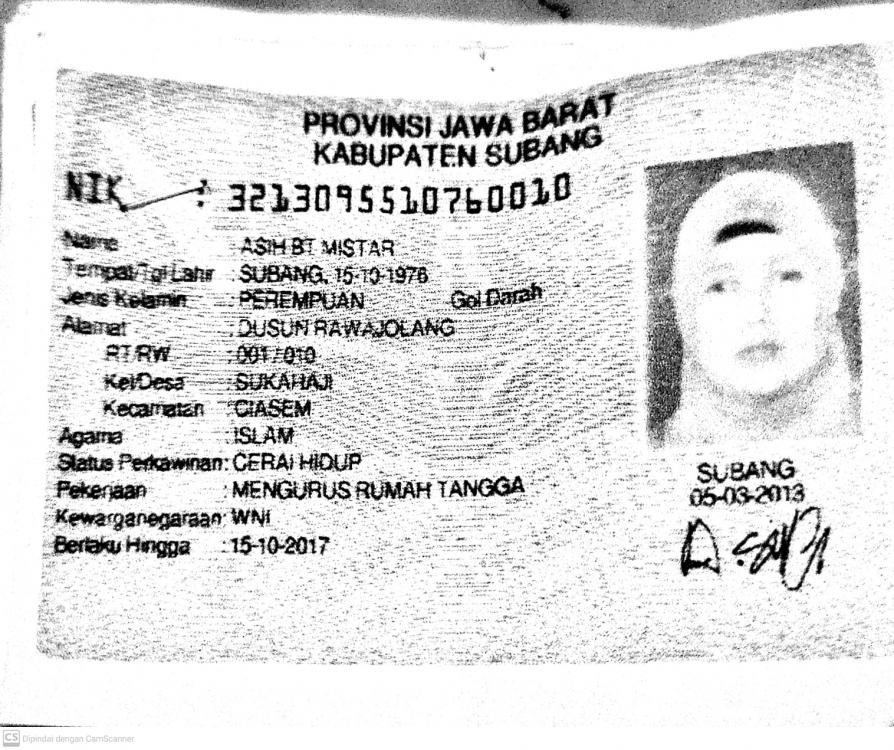 PROVINSI JAWA BARAT
KABUPATEN SUBANG
NIK : 3213095510760010
Nama : ASIH BT MISTAR
Tempat/Tgl Lahir : SUBANG, 15-10-1976
Jenis Kelamin : PEREMPUAN Gol Darah
Alamat : DUSUN RAWAJOLANG
RT/RW : 001/010
Kel/Desa : SUKAHAJI
Kecamatan : CIASEM
Agama : ISLAM
Status Perkawinan: CERAI HIDUP
Pekerjaan : MENGURUS RUMAH TANGGA
Kewarganegaraan: WNI
Berlaku Hingga : 15-10-2017
SUBANG
05-03-2013
CS Dipindai dengan CamScanner